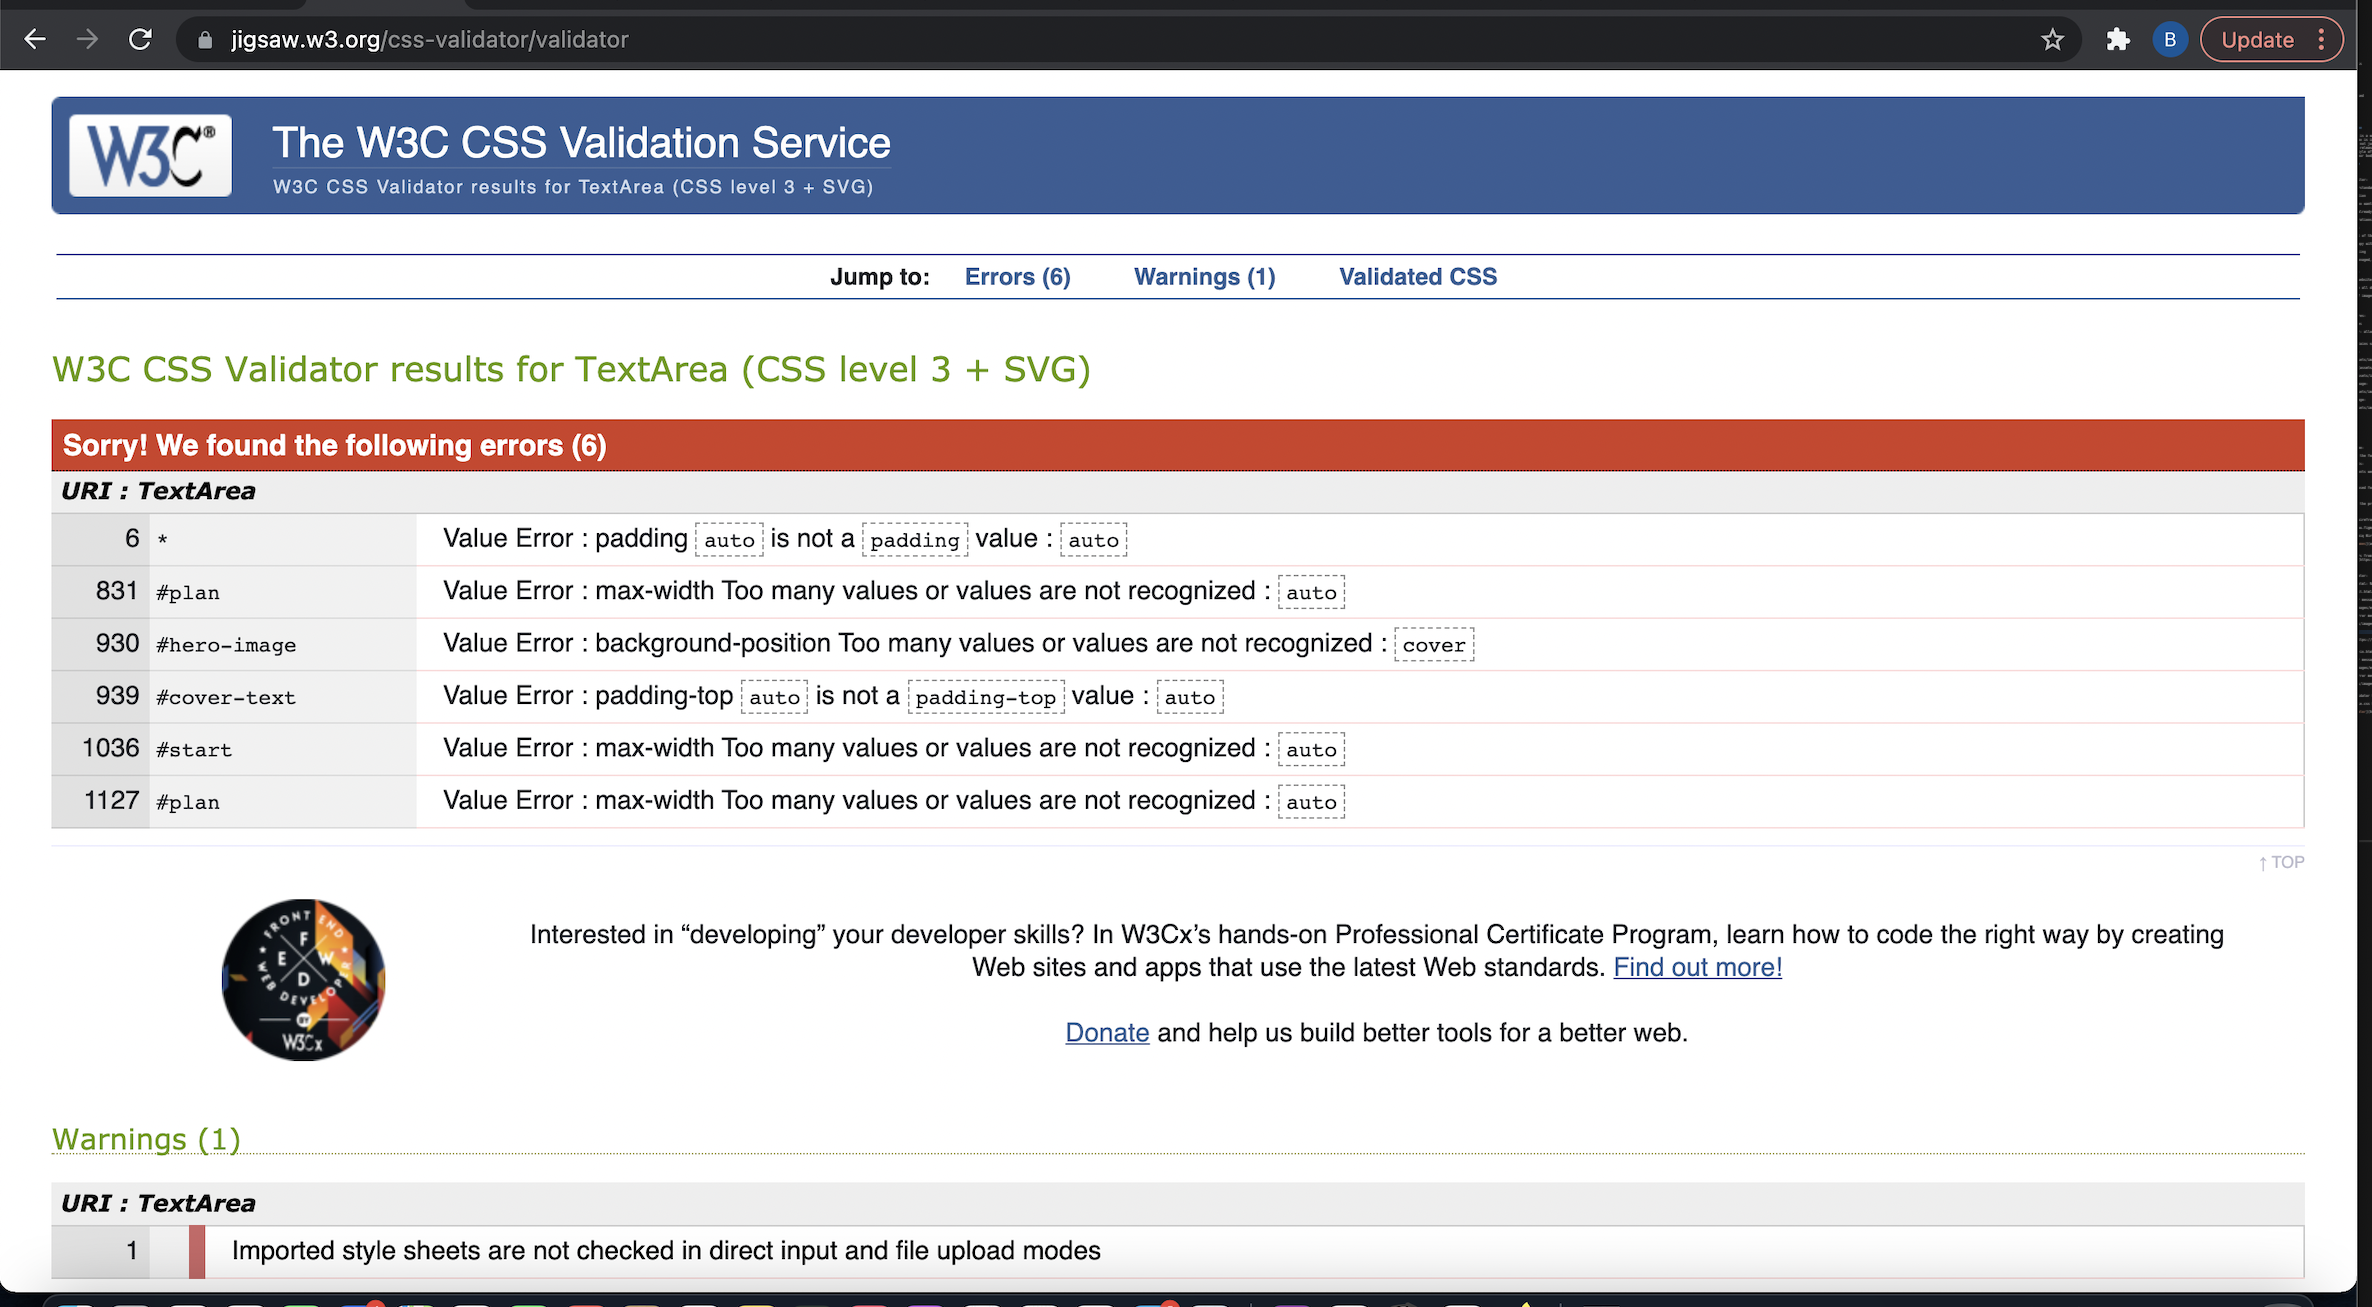 jigsaw.w3.org/css-validator/validator
B
Update
W3C®
The W3C CSS Validation Service
W3C CSS Validator results for TextArea (CSS level 3 + SVG)
Jump to: Errors (6) Warnings (1) Validated CSS
W3C CSS Validator results for TextArea (CSS level 3 + SVG)
Sorry! We found the following errors (6)
URI : TextArea
6 * Value Error : padding auto is not a padding value : auto
831 #plan Value Error : max-width Too many values or values are not recognized : auto
930 #hero-image Value Error : background-position Too many values or values are not recognized : cover
939 #cover-text Value Error : padding-top auto is not a padding-top value : auto
1036 #start Value Error : max-width Too many values or values are not recognized : auto
1127 #plan Value Error : max-width Too many values or values are not recognized : auto
↑ TOP
FRONT END
F
E W
D
WEB DEVELOPER
BY
W3Cx
Interested in “developing” your developer skills? In W3Cx’s hands-on Professional Certificate Program, learn how to code the right way by creating
Web sites and apps that use the latest Web standards. Find out more!
Donate and help us build better tools for a better web.
Warnings (1)
URI : TextArea
1 Imported style sheets are not checked in direct input and file upload modes